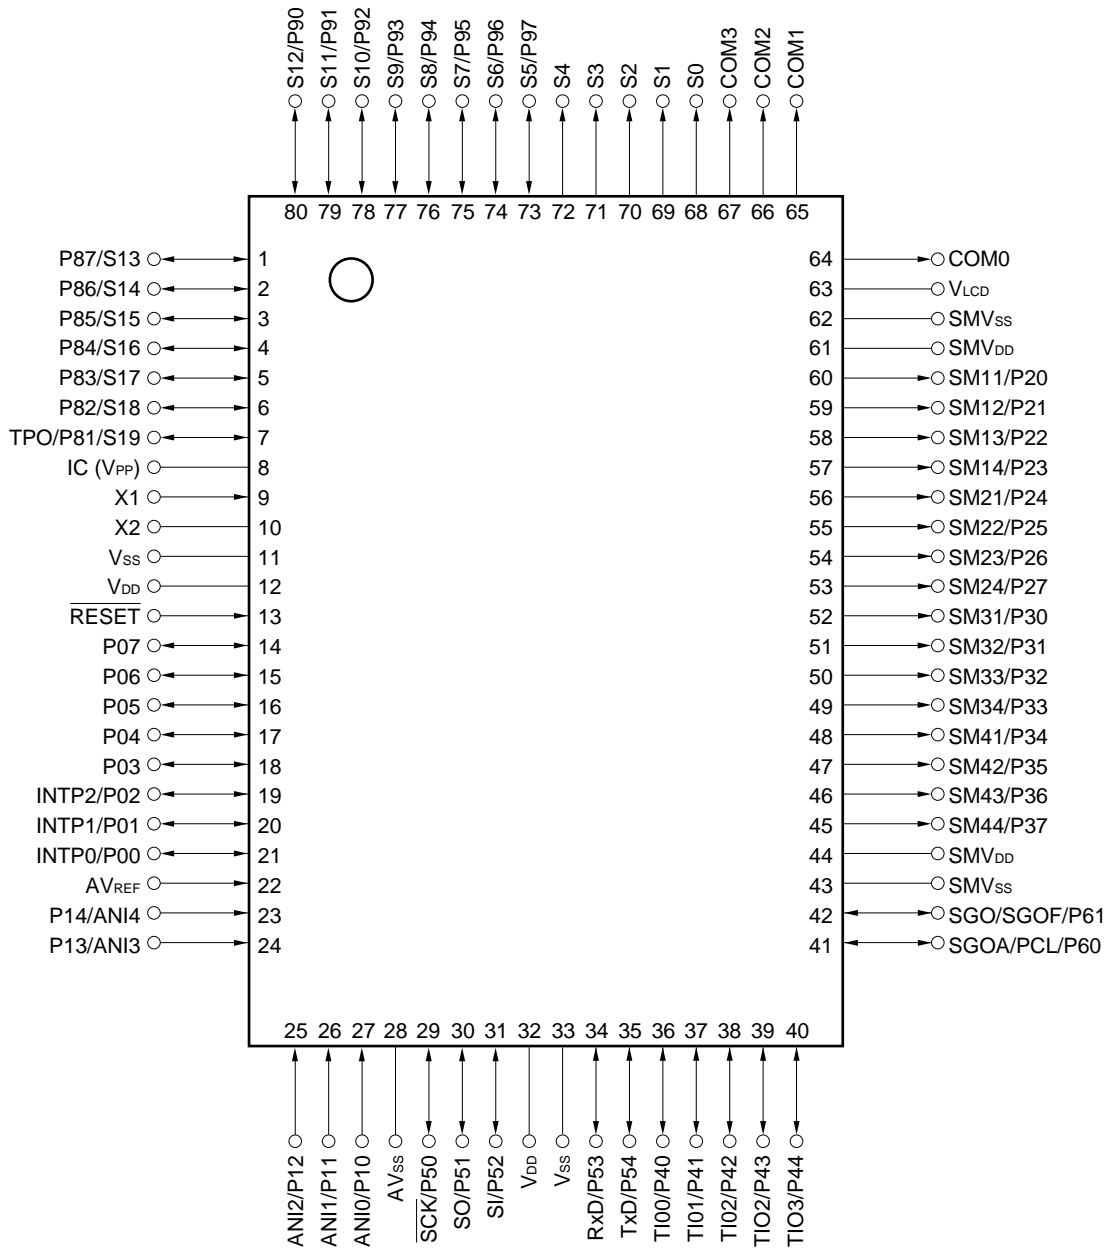 S12/P90
S11/P91
S10/P92
S9/P93
S8/P94
S7/P95
S6/P96
S5/P97
S4
S3
S2
S1
S0
COM3
COM2
COM1
80 79 78 77 76 75 74 73 72 71 70 69 68 67 66 65
P87/S13 1 64 COM0
P86/S14 2 63 VLCD
P85/S15 3 62 SMVSS
P84/S16 4 61 SMVDD
P83/S17 5 60 SM11/P20
P82/S18 6 59 SM12/P21
TPO/P81/S19 7 58 SM13/P22
IC (VPP) 8 57 SM14/P23
X1 9 56 SM21/P24
X2 10 55 SM22/P25
VSS 11 54 SM23/P26
VDD 12 53 SM24/P27
RESET 13 52 SM31/P30
P07 14 51 SM32/P31
P06 15 50 SM33/P32
P05 16 49 SM34/P33
P04 17 48 SM41/P34
P03 18 47 SM42/P35
INTP2/P02 19 46 SM43/P36
INTP1/P01 20 45 SM44/P37
INTP0/P00 21 44 SMVDD
AVREF 22 43 SMVSS
P14/ANI4 23 42 SGO/SGOF/P61
P13/ANI3 24 41 SGOA/PCL/P60
25 26 27 28 29 30 31 32 33 34 35 36 37 38 39 40
ANI2/P12
ANI1/P11
ANI0/P10
AVSS
SCK/P50
SO/P51
SI/P52
VDD
VSS
RxD/P53
TxD/P54
TI00/P40
TI01/P41
TI02/P42
TIO2/P43
TIO3/P44